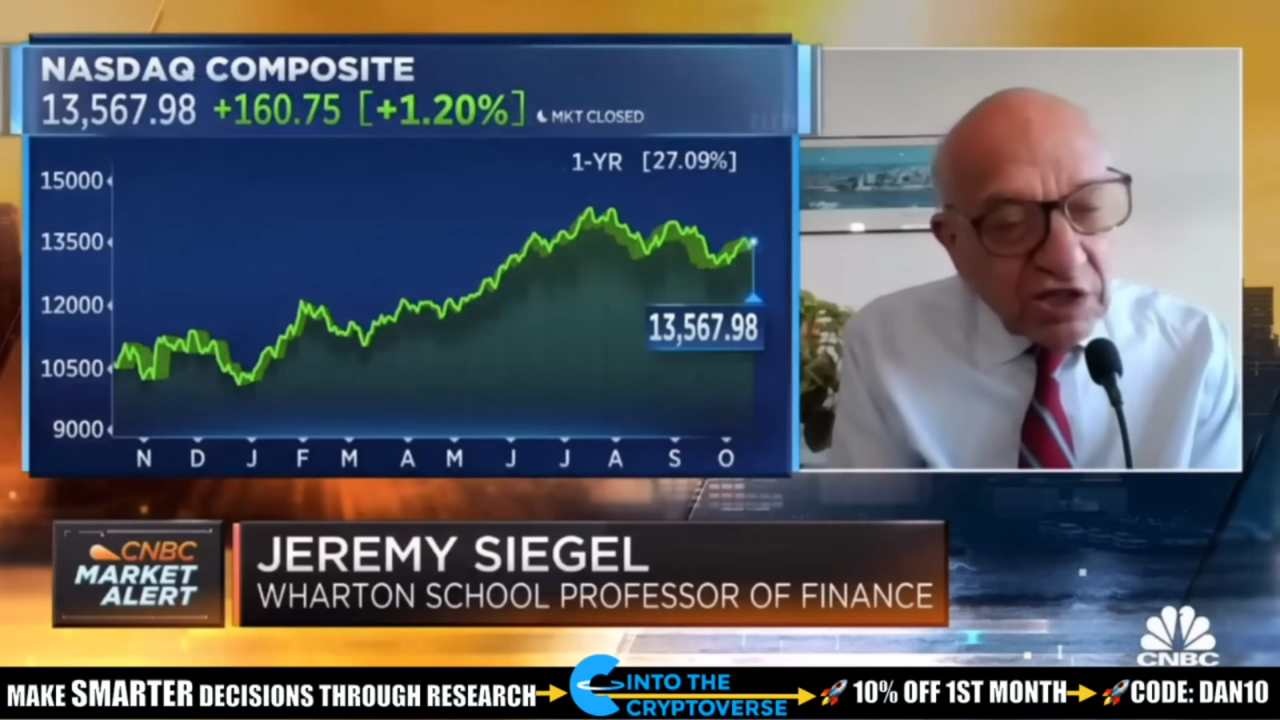 NASDAQ COMPOSITE
13,567.98 +160.75 [+1.20%] MKT CLOSED
1-YR [27.09%]
15000
13500
12000
10500
9000
13,567.98
N D J F M A M J J A S O
CNBC
MARKET
ALERT
JEREMY SIEGEL
WHARTON SCHOOL PROFESSOR OF FINANCE
CNBC
MAKE SMARTER DECISIONS THROUGH RESEARCH
INTO THE
CRYPTOVERSE
10% OFF 1ST MONTH
CODE: DAN10